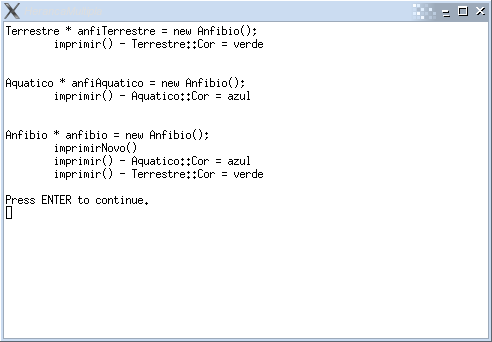 Terrestre * anfiTerrestre = new Anfibio();
imprimir() - Terrestre::Cor = verde
Aquatico * anfiAquatico = new Anfibio();
imprimir() - Aquatico::Cor = azul
Anfibio * anfibio = new Anfibio();
imprimirNovo()
imprimir() - Aquatico::Cor = azul
imprimir() - Terrestre::Cor = verde
Press ENTER to continue.